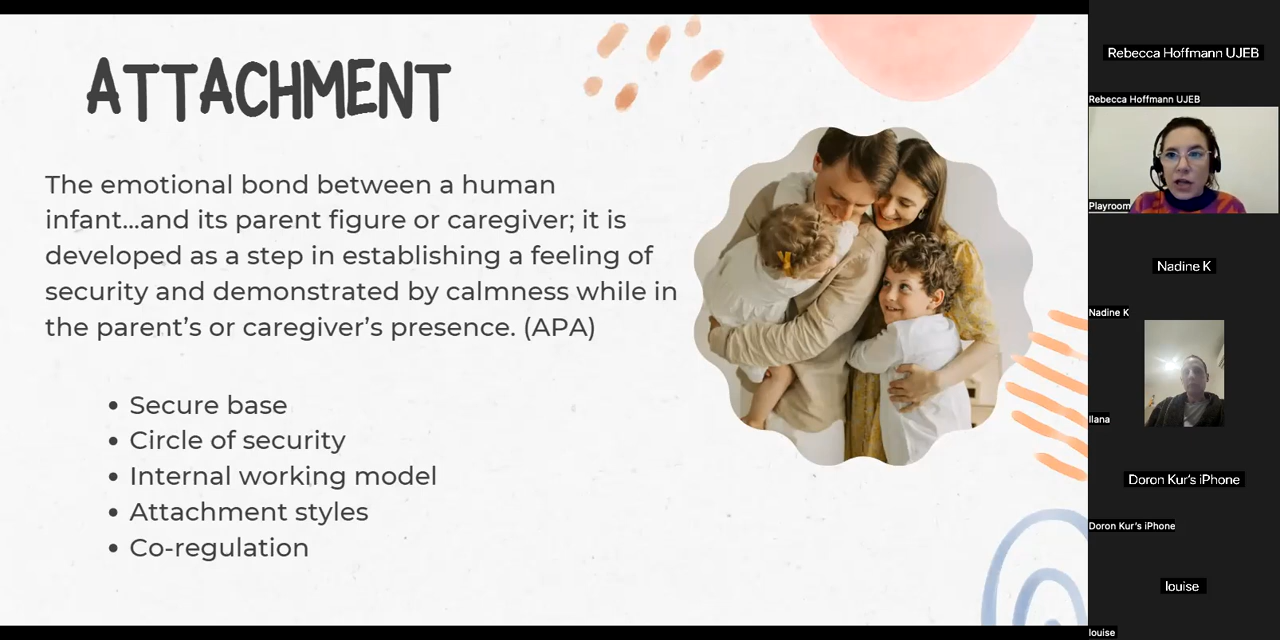 ATTACHMENT
The emotional bond between a human
infant...and its parent figure or caregiver; it is
developed as a step in establishing a feeling of
security and demonstrated by calmness while in
the parent's or caregiver's presence. (APA)
• Secure base
• Circle of security
• Internal working model
• Attachment styles
• Co-regulation
Rebecca Hoffmann UJEB
Rebecca Hoffmann UJEB
Playroom
Nadine K
Nadine K
Ilana
Doron Kur's iPhone
Doron Kur's iPhone
louise
louise